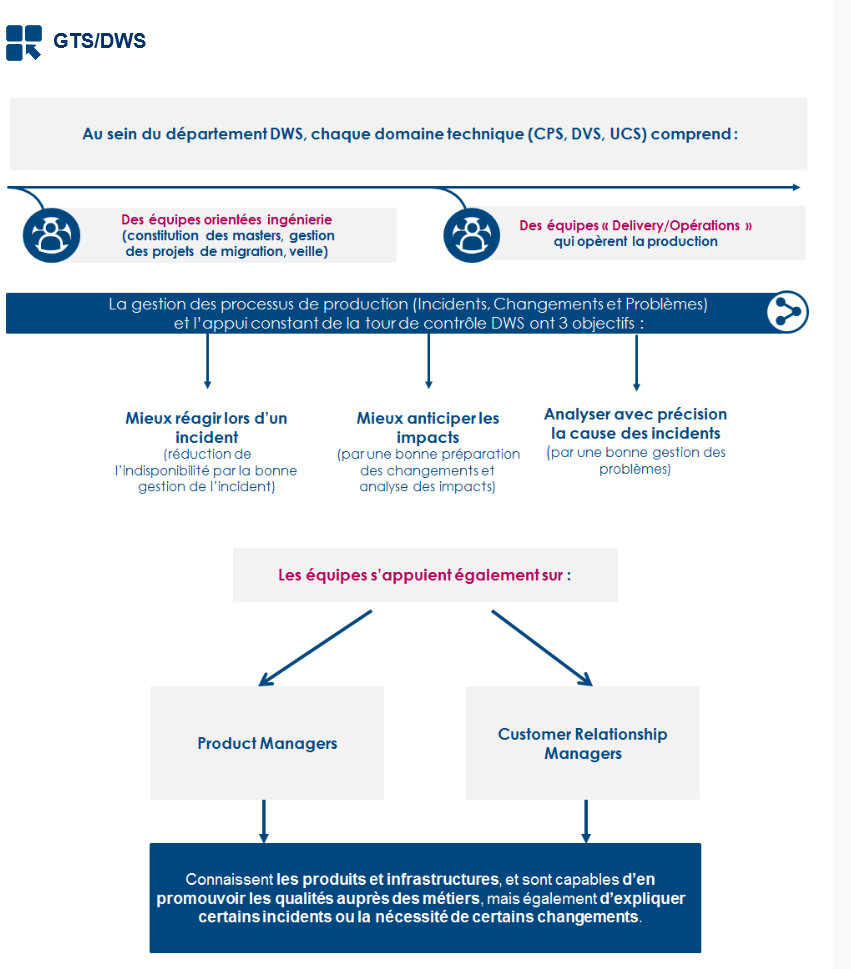 GTS/DWS
Au sein du département DWS, chaque domaine technique (CPS, DVS, UCS) comprend :
Des équipes orientées ingénierie
(constitution des masters, gestion
des projets de migration, veille)
Des équipes « Delivery/Opérations »
qui opèrent la production
La gestion des processus de production (Incidents, Changements et Problèmes)
et l'appui constant de la tour de contrôle DWS ont 3 objectifs :
Mieux réagir lors d'un
incident
(réduction de
l'indisponibilité par la bonne
gestion de l'incident)
Mieux anticiper les
impacts
(par une bonne préparation
des changements et
analyse des impacts)
Analyser avec précision
la cause des incidents
(par une bonne gestion des
problèmes)
Les équipes s'appuient également sur :
Product Managers
Customer Relationship
Managers
Connaissent les produits et infrastructures, et sont capables d'en
promouvoir les qualités auprès des métiers, mais également d'expliquer
certains incidents ou la nécessité de certains changements.